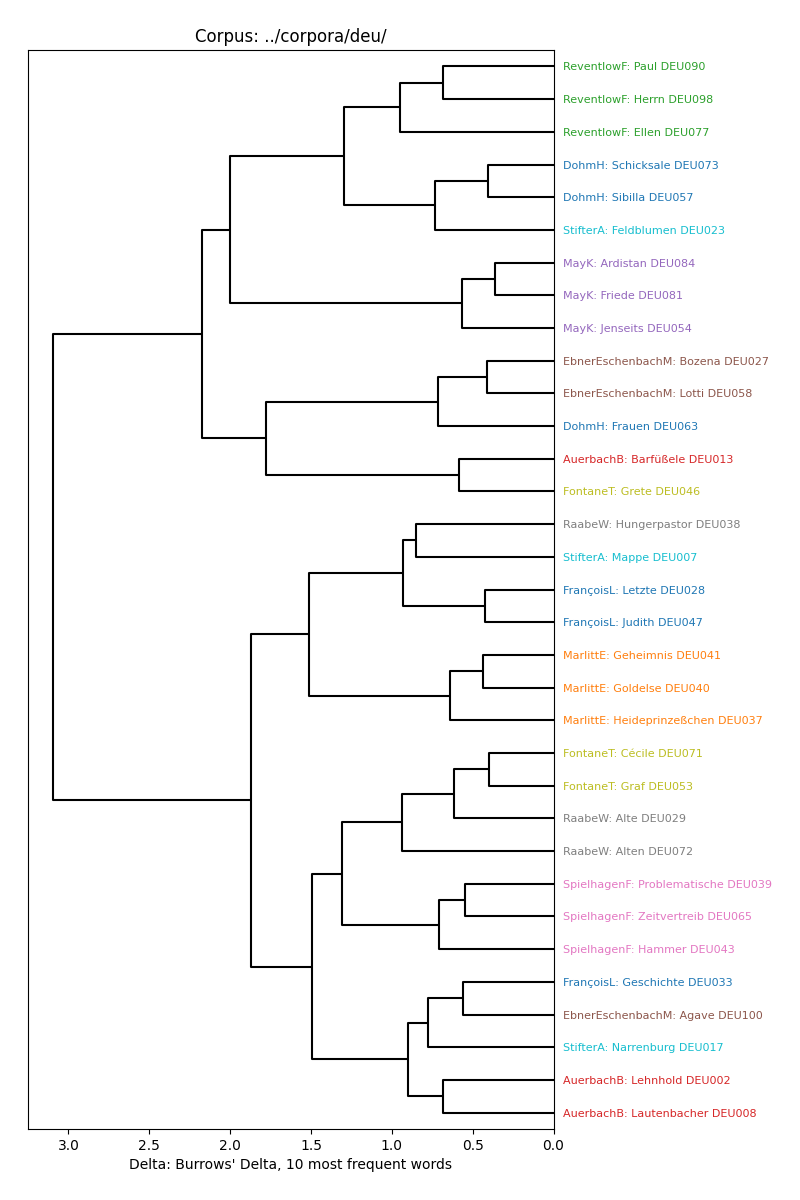 Corpus: ../corpora/deu/
ReventlowF: Paul DEU090
ReventlowF: Herrn DEU098
ReventlowF: Ellen DEU077
DohmH: Schicksale DEU073
DohmH: Sibilla DEU057
StifterA: Feldblumen DEU023
MayK: Ardistan DEU084
MayK: Friede DEU081
MayK: Jenseits DEU054
EbnerEschenbachM: Bozena DEU027
EbnerEschenbachM: Lotti DEU058
DohmH: Frauen DEU063
AuerbachB: Barfüßele DEU013
FontaneT: Grete DEU046
RaabeW: Hungerpastor DEU038
StifterA: Mappe DEU007
FrançoisL: Letzte DEU028
FrançoisL: Judith DEU047
MarlittE: Geheimnis DEU041
MarlittE: Goldelse DEU040
MarlittE: Heideprinzeßchen DEU037
FontaneT: Cécile DEU071
FontaneT: Graf DEU053
RaabeW: Alte DEU029
RaabeW: Alten DEU072
SpielhagenF: Problematische DEU039
SpielhagenF: Zeitvertreib DEU065
SpielhagenF: Hammer DEU043
FrançoisL: Geschichte DEU033
EbnerEschenbachM: Agave DEU100
StifterA: Narrenburg DEU017
AuerbachB: Lehnhold DEU002
AuerbachB: Lautenbacher DEU008
3.0 2.5 2.0 1.5 1.0 0.5 0.0
Delta: Burrows' Delta, 10 most frequent words